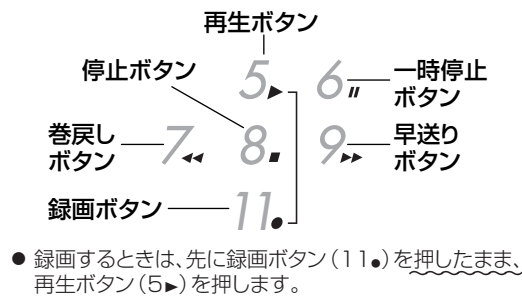 再生ボタン
停止ボタン
5▶
6⏸
一時停止
ボタン
巻戻し
ボタン
7◀◀
8■
9▶▶
早送り
ボタン
録画ボタン
11●
● 録画するときは、先に録画ボタン(11●)を押したまま、
再生ボタン(5▶)を押します。